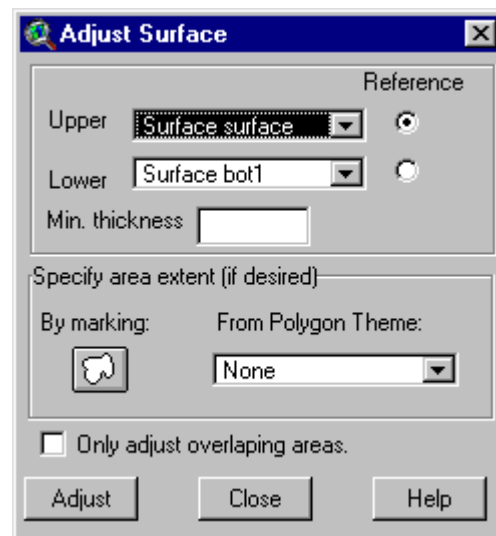 Adjust Surface
Reference
Upper Surface surface
Lower Surface bot1
Min. thickness
Specify area extent (if desired)
By marking: From Polygon Theme:
None
Only adjust overlaping areas.
Adjust Close Help